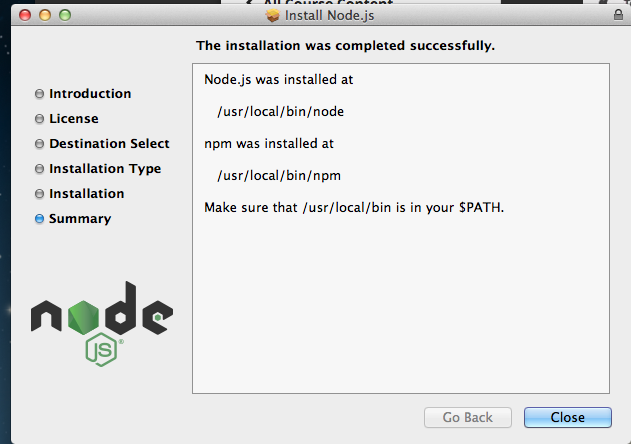 All Course Content
Install Node.js
The installation was completed successfully.
Introduction
License
Destination Select
Installation Type
Installation
Summary
Node.js was installed at
/usr/local/bin/node
npm was installed at
/usr/local/bin/npm
Make sure that /usr/local/bin is in your $PATH.
node
JS®
Go Back
Close